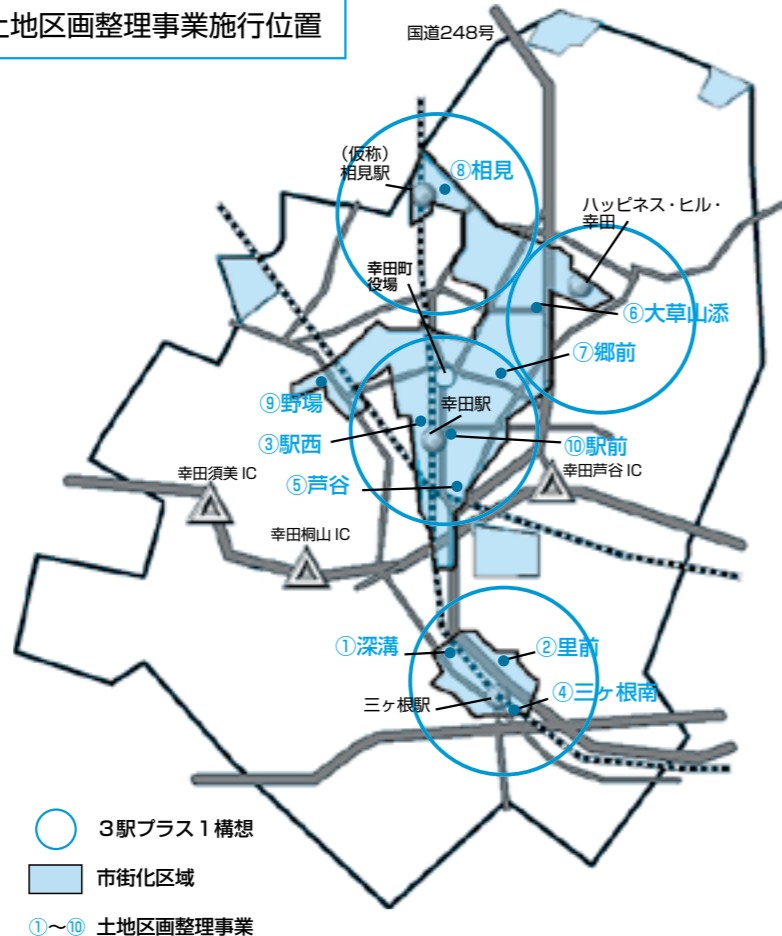 土地区画整理事業施行位置
国道248号
（仮称）
相見駅
⑧相見
ハッピネス・ヒル・
幸田
幸田町
役場
⑥大草山添
⑦郷前
⑨野場
幸田駅
③駅西
⑩駅前
幸田須美 IC
⑤芦谷
幸田芦谷 IC
幸田桐山 IC
①深溝
②里前
三ヶ根駅
④三ヶ根南
３駅プラス１構想
市街化区域
①〜⑩ 土地区画整理事業